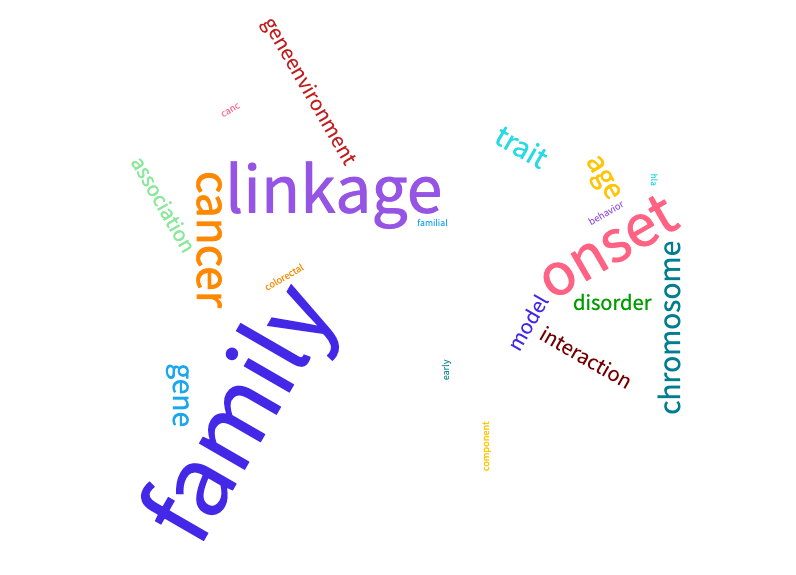 geneenvironment
canc
trait
association
age
hla
linkage
cancer
behavior
familial
onset
colorectal
chromosome
disorder
model
family
interaction
early
gene
component